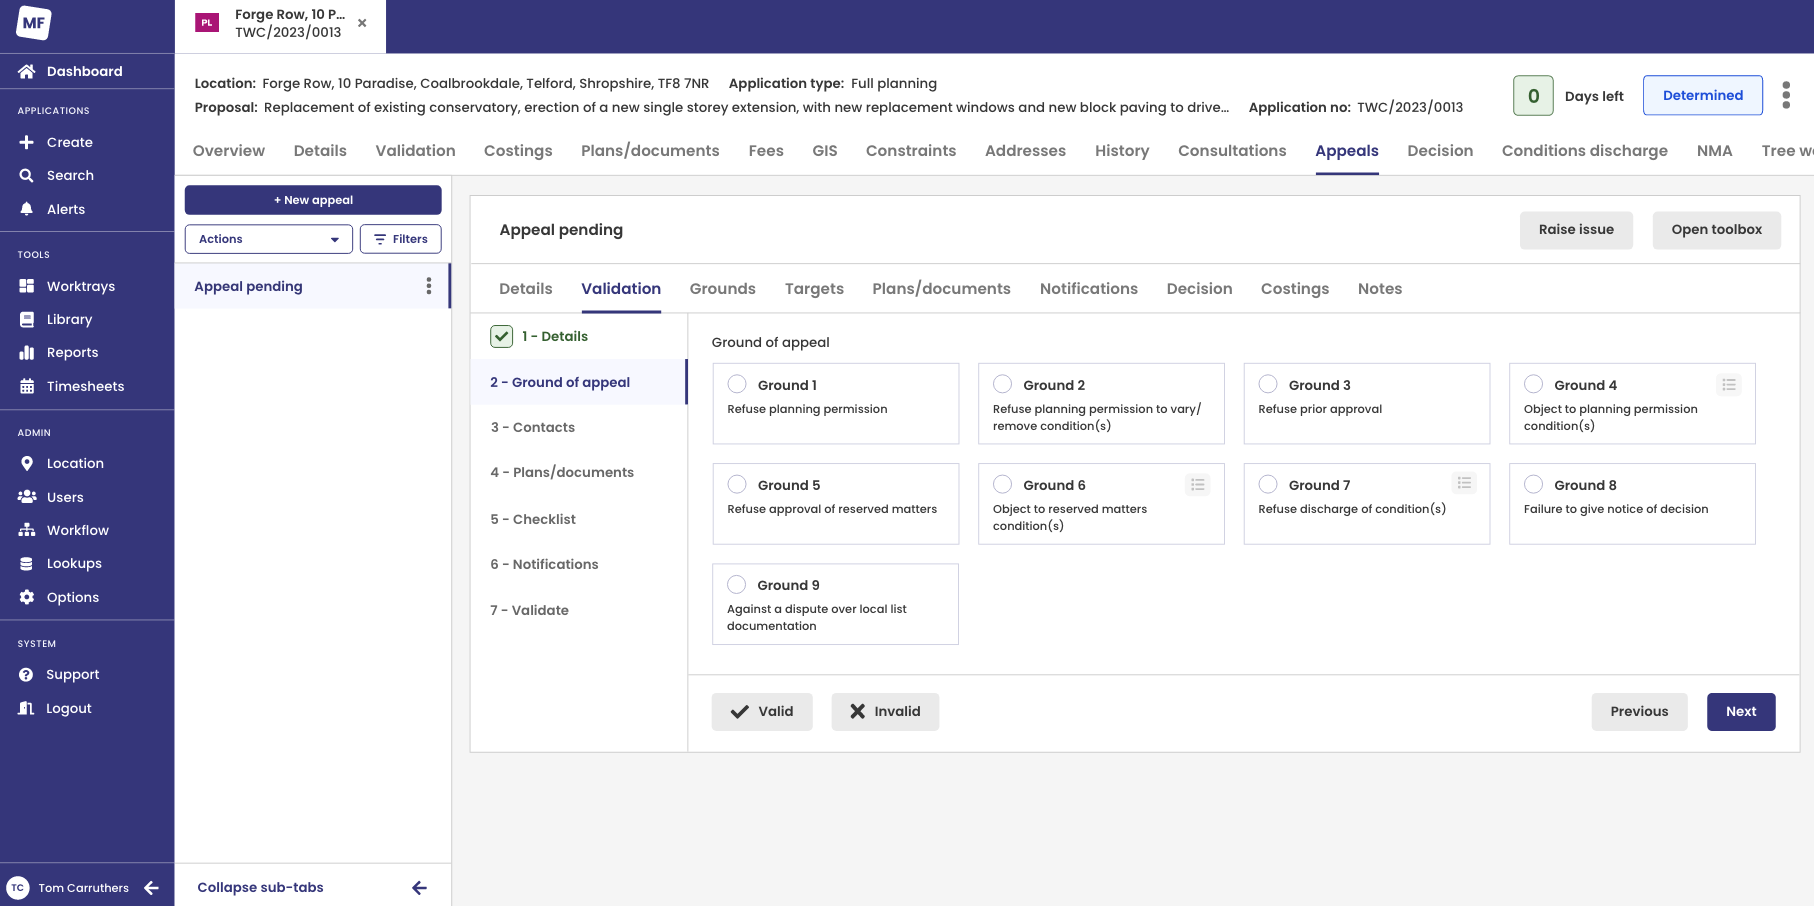 MF
PL
Forge Row, 10 P...
TWC/2023/0013
Dashboard
APPLICATIONS
Create
Search
Alerts
TOOLS
Worktrays
Library
Reports
Timesheets
ADMIN
Location
Users
Workflow
Lookups
Options
SYSTEM
Support
Logout
TC Tom Carruthers
Location: Forge Row, 10 Paradise, Coalbrookdale, Telford, Shropshire, TF8 7NR Application type: Full planning
Proposal: Replacement of existing conservatory, erection of a new single storey extension, with new replacement windows and new block paving to drive... Application no: TWC/2023/0013
0 Days left Determined
Overview Details Validation Costings Plans/documents Fees GIS Constraints Addresses History Consultations Appeals Decision Conditions discharge NMA Tree w
+ New appeal
Actions Filters
Appeal pending
Collapse sub-tabs
Appeal pending Raise issue Open toolbox
Details Validation Grounds Targets Plans/documents Notifications Decision Costings Notes
1 - Details
2 - Ground of appeal
3 - Contacts
4 - Plans/documents
5 - Checklist
6 - Notifications
7 - Validate
Ground of appeal
Ground 1
Refuse planning permission
Ground 2
Refuse planning permission to vary/
remove condition(s)
Ground 3
Refuse prior approval
Ground 4
Object to planning permission
condition(s)
Ground 5
Refuse approval of reserved matters
Ground 6
Object to reserved matters
condition(s)
Ground 7
Refuse discharge of condition(s)
Ground 8
Failure to give notice of decision
Ground 9
Against a dispute over local list
documentation
Valid Invalid Previous Next